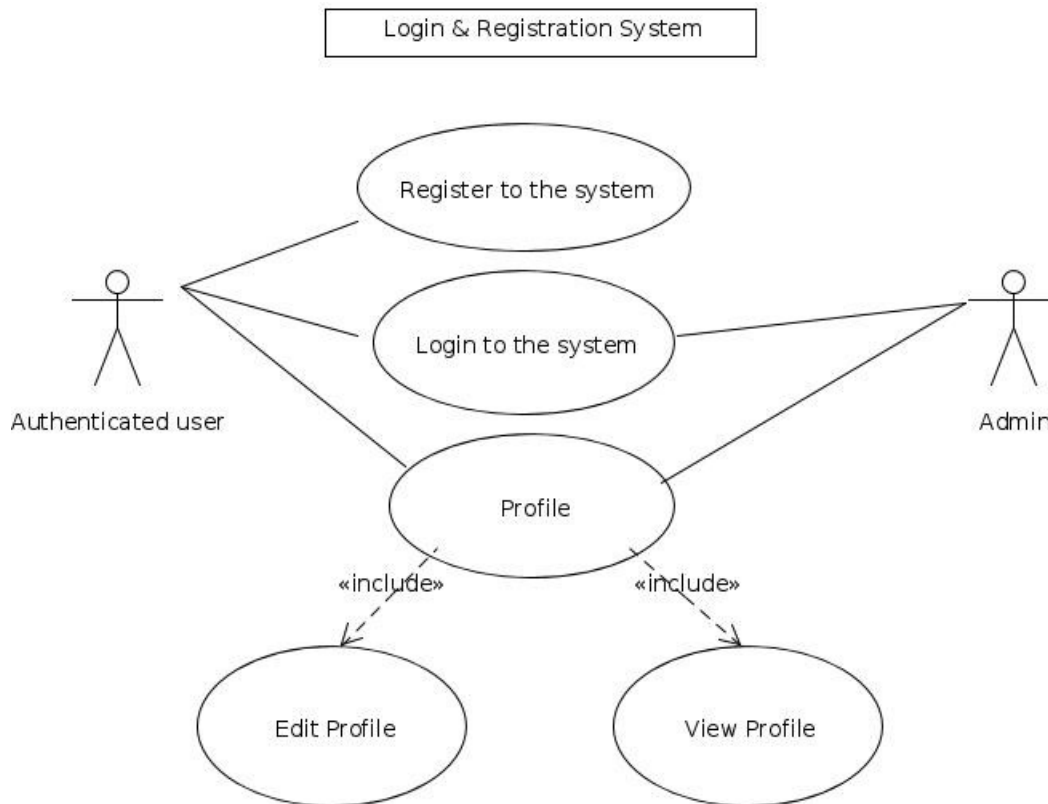 Login & Registration System
Register to the system
Login to the system
Authenticated user
Admin
Profile
«include»
«include»
Edit Profile
View Profile